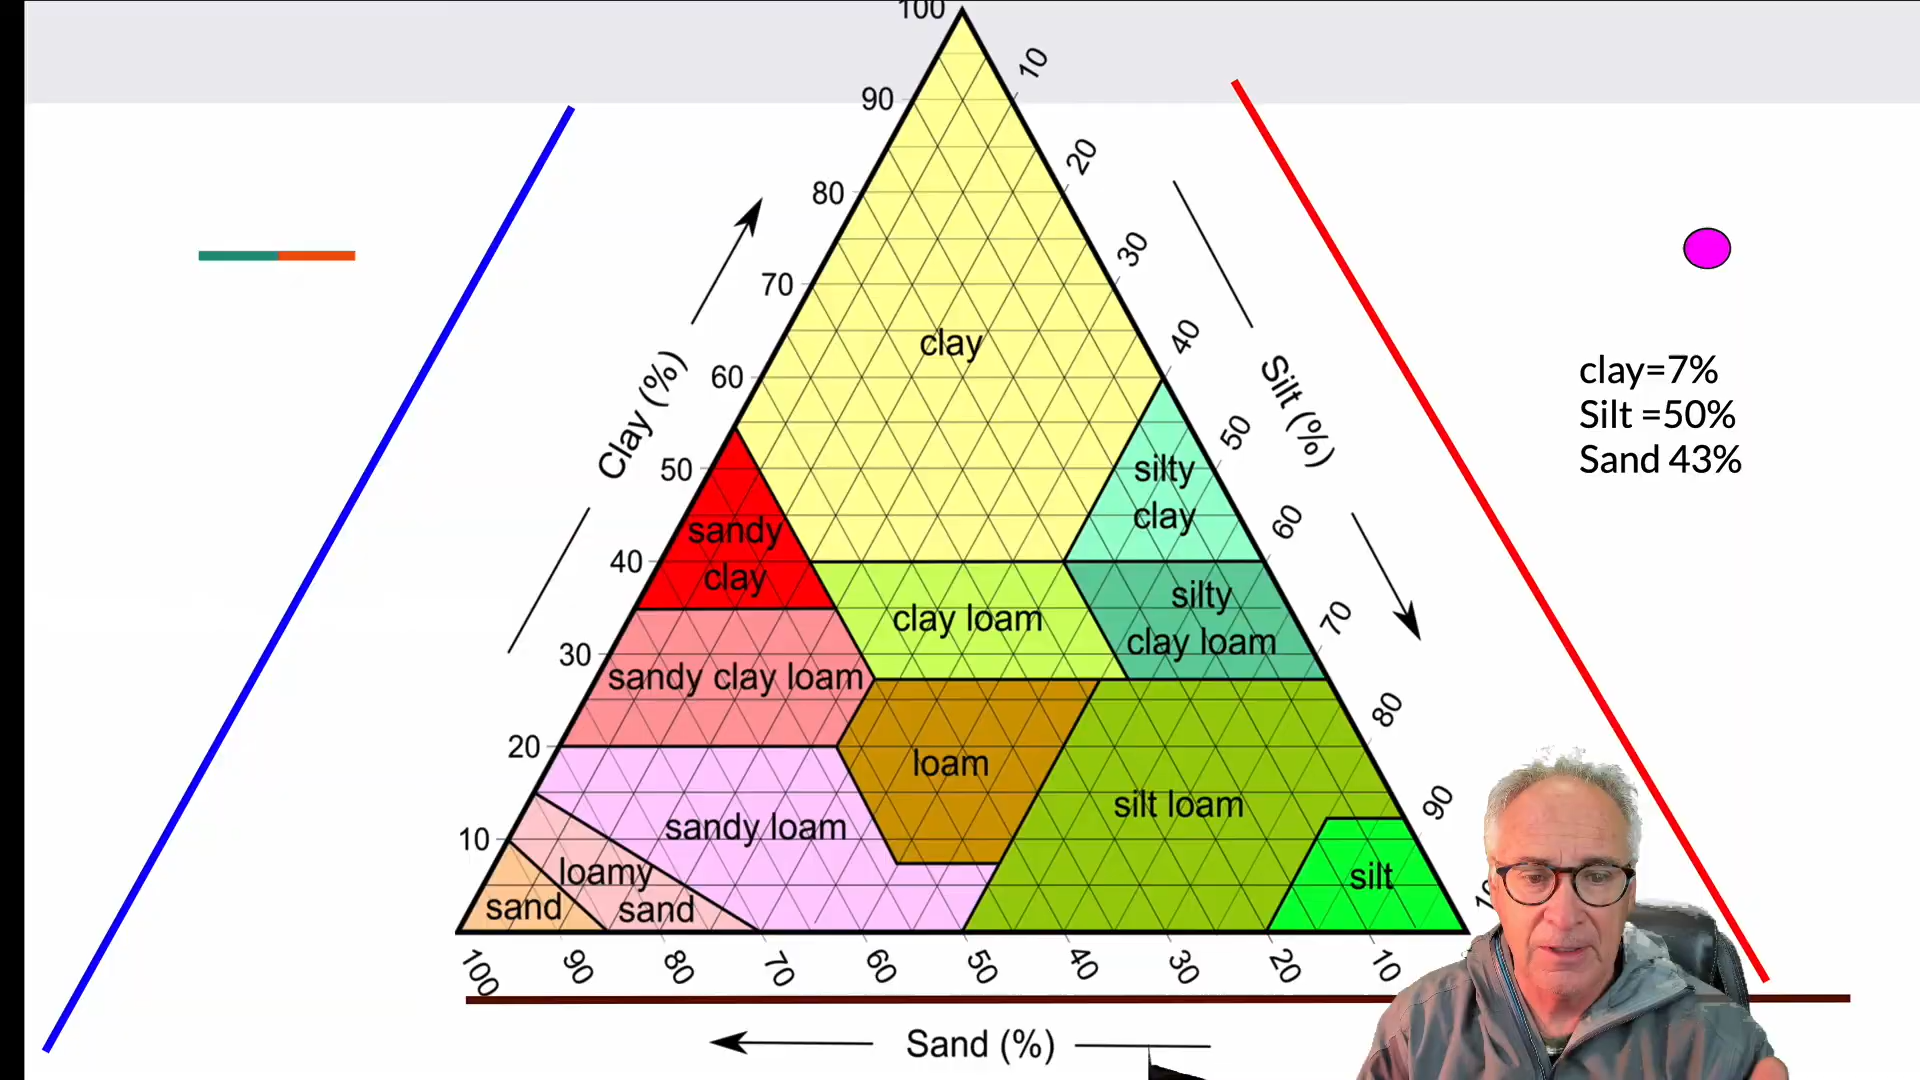 100
90
80
70
60
50
40
30
20
10
Clay (%)
10
20
30
40
50
60
70
80
90
Silt (%)
clay
silty
clay
sandy
clay
clay loam
silty
clay loam
sandy clay loam
loam
silt loam
sandy loam
loamy
sand
sand
silt
100
90
80
70
60
50
40
30
20
10
Sand (%)
clay=7%
Silt =50%
Sand 43%